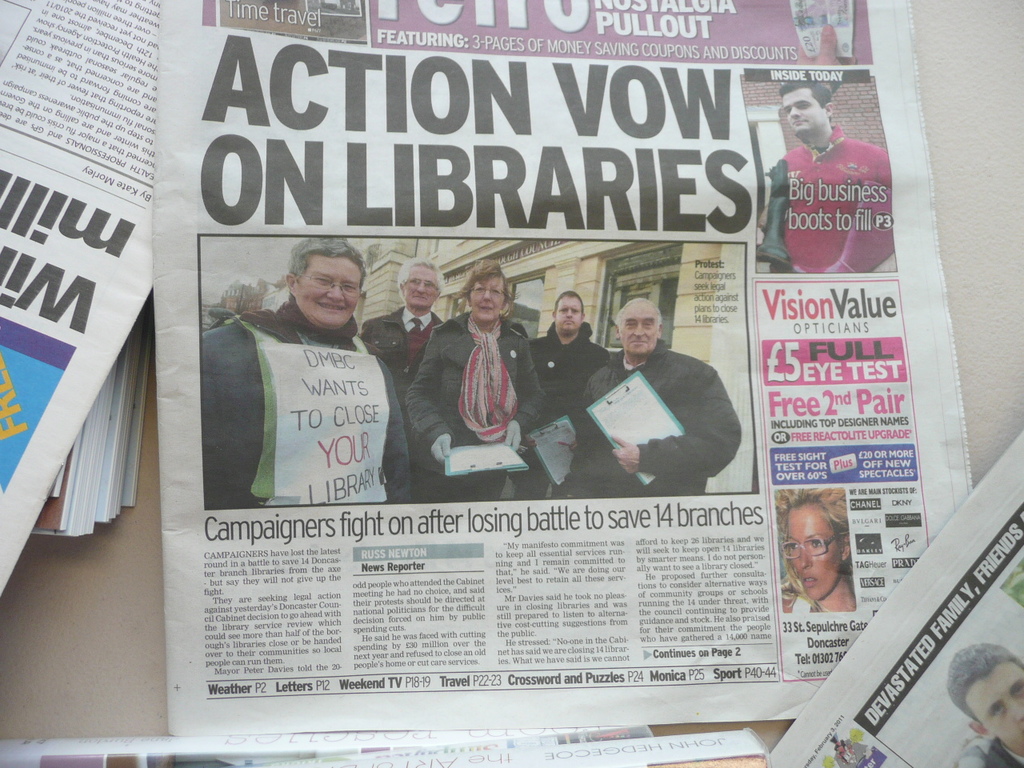 Time travel
retro
NOSTALGIA
PULLOUT
FEATURING: 3-PAGES OF MONEY SAVING COUPONS AND DISCOUNTS
ACTION VOW
ON LIBRARIES
INSIDE TODAY
Big business
boots to fill P3
Protest:
Campaigners
seek legal
action against
plans to close
14 libraries.
DMBC
WANTS
TO CLOSE
YOUR
LIBRARY
Campaigners fight on after losing battle to save 14 branches
CAMPAIGNERS have lost the latest
round in a battle to save 14 Doncaster
branch libraries from the axe
- but say they will not give up the
fight.
They are seeking legal action
against yesterday's Doncaster Council
Cabinet decision to go ahead with
the library service review which
could see more than half of the borough's
libraries close or be handed
over to their communities so local
people can run them.
Mayor Peter Davies told the 20-
RUSS NEWTON
News Reporter
odd people who attended the Cabinet
meeting he had no choice, and said
their protests should be directed at
national politicians for the difficult
decision forced on him by public
spending cuts.
He said he was faced with cutting
spending by £30 million over the
next year and refused to close an old
people's home or cut care services.
"My manifesto commitment was
to keep all essential services running
and I remain committed to
that," he said. "We are doing our
level best to retain all these services."
Mr Davies said he took no pleasure
in closing libraries and was
still prepared to listen to alternative
cost-cutting suggestions from
the public.
He stressed: "No-one in the Cabinet
has said we are closing 14 libraries.
What we have said is we cannot
afford to keep 26 libraries and we
will seek to keep open 14 libraries
by smarter means. I do not personally
want to see a library closed."
He proposed further consultations
to consider alternative ways
of community groups or schools
running the 14 under threat, with
the council continuing to provide
guidance and stock. He also praised
for their commitment the people
who have gathered a 14,000 name
Continues on Page 2
Weather P2 Letters P12 Weekend TV P18-19 Travel P22-23 Crossword and Puzzles P24 Monica P25 Sport P40-44
VisionValue
OPTICIANS
£5 FULL
EYE TEST
Free 2nd Pair
INCLUDING TOP DESIGNER NAMES
OR FREE REACTOLITE UPGRADE
FREE SIGHT
TEST FOR
OVER 60'S
Plus
£20 OR MORE
OFF NEW
SPECTACLES
WE ARE MAIN STOCKISTS OF:
CHANEL
DKNY
BVLGARI
DOLCE GABBANA
OAKLEY
Ray-Ban
TAGHeuer
PRADA
VERSACE
33 St. Sepulchre Gate
Doncaster
Tel: 01302 76
By Kate Morley
mill
FREE
DEVASTATED FAMILY, FRIENDS
February 3, 2011
JOHN HEDGECOE
the ART OF